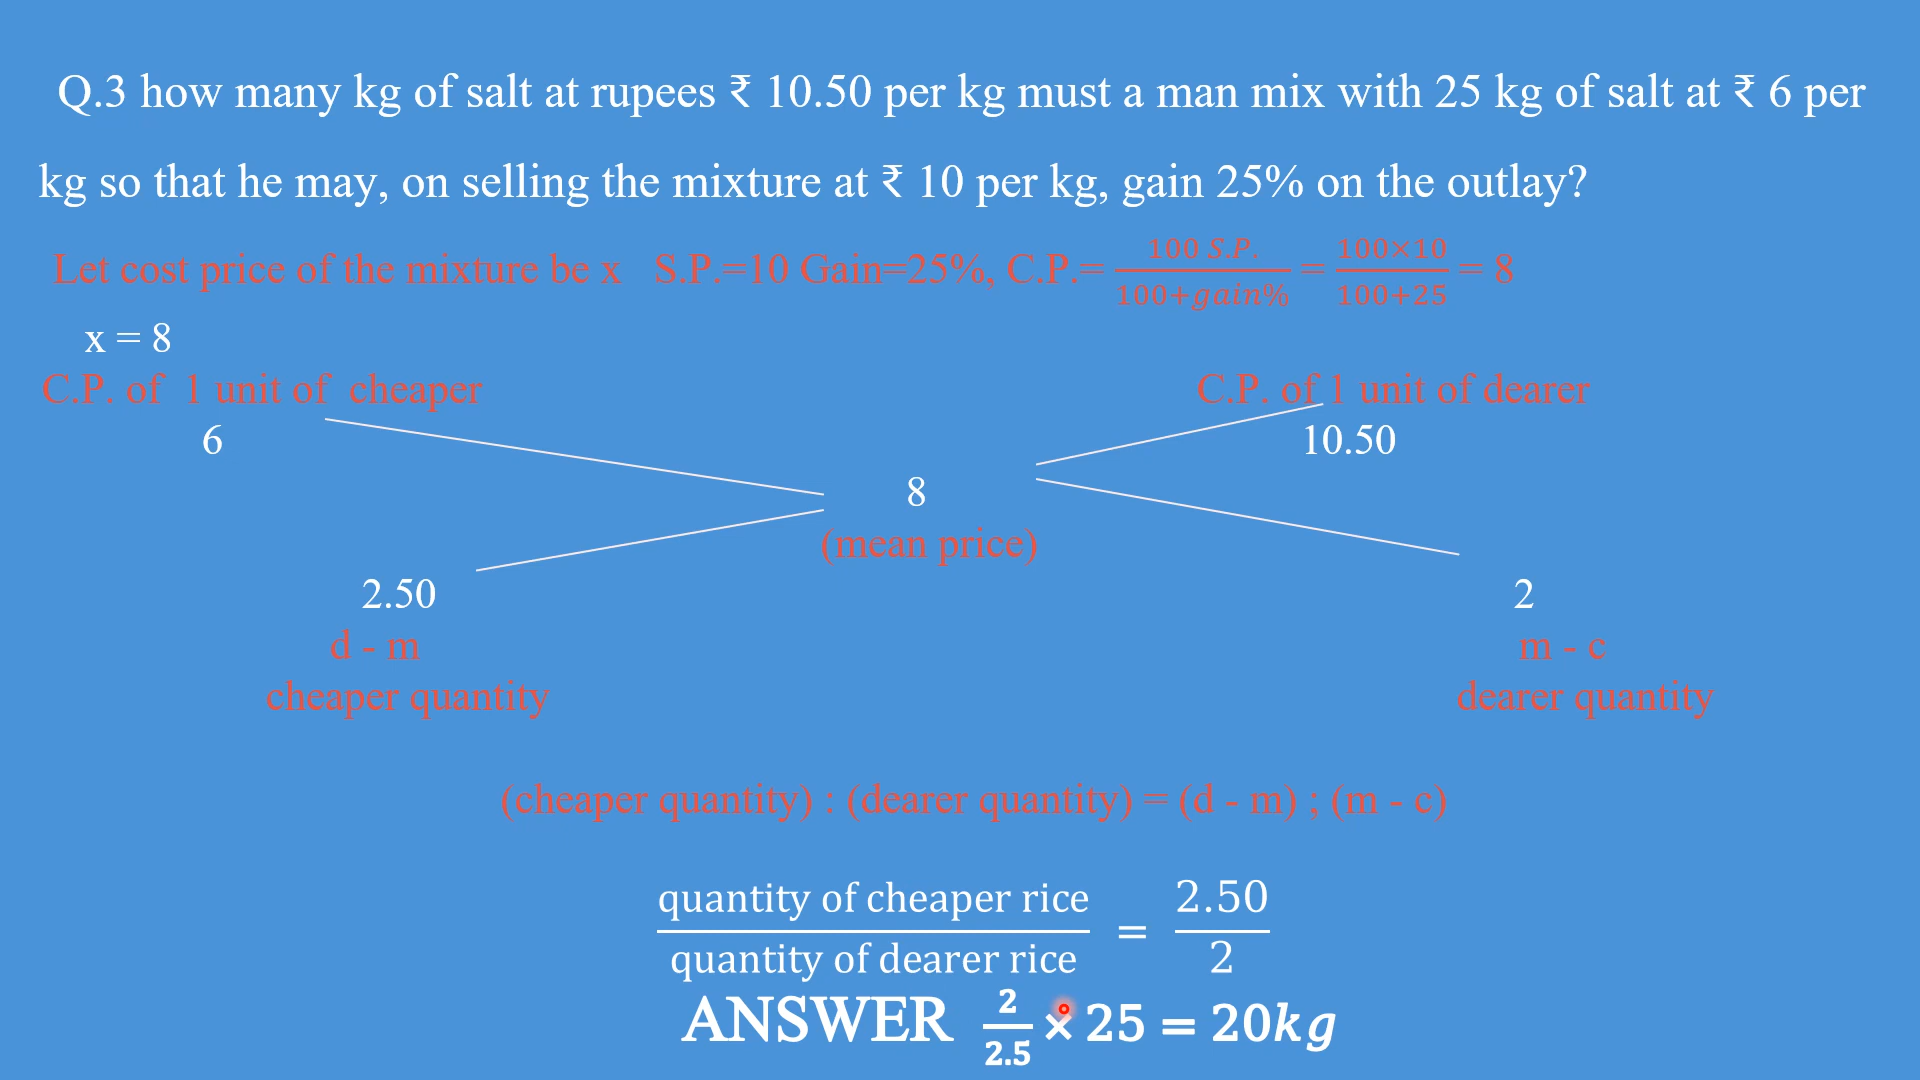 Q.3 how many kg of salt at rupees ₹ 10.50 per kg must a man mix with 25 kg of salt at ₹ 6 per
kg so that he may, on selling the mixture at ₹ 10 per kg, gain 25% on the outlay?
Let cost price of the mixture be x S.P.=10 Gain=25%, C.P.= 100 S.P./100+gain% = 100×10/100+25 = 8
x = 8
C.P. of 1 unit of cheaper C.P. of 1 unit of dearer
6 10.50
8
(mean price)
2.50 2
d - m m - c
cheaper quantity dearer quantity
(cheaper quantity) : (dearer quantity) = (d - m) ; (m - c)
quantity of cheaper rice/quantity of dearer rice = 2.50/2
ANSWER 2/2.5 × 25 = 20kg